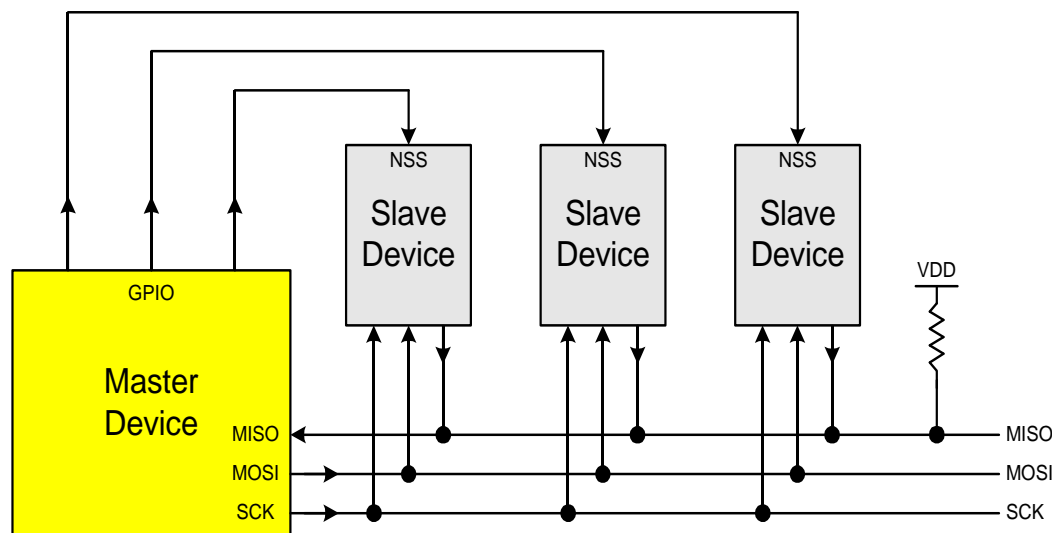 NSS
NSS
NSS
Slave
Device
Slave
Device
Slave
Device
VDD
GPIO
Master
Device
MISO
MISO
MOSI
MOSI
SCK
SCK